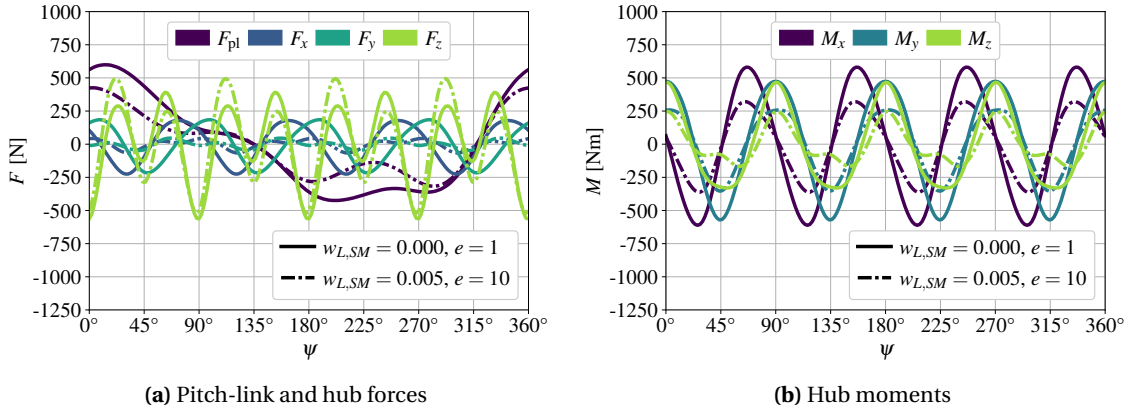 1000
750
500
250
0
-250
-500
-750
-1000
-1250
F [N]
F_pl F_x F_y F_z
w_L,SM = 0.000, e = 1
w_L,SM = 0.005, e = 10
0° 45° 90° 135° 180° 225° 270° 315° 360°
ψ
(a) Pitch-link and hub forces
1000
750
500
250
0
-250
-500
-750
-1000
-1250
M [Nm]
M_x M_y M_z
w_L,SM = 0.000, e = 1
w_L,SM = 0.005, e = 10
0° 45° 90° 135° 180° 225° 270° 315° 360°
ψ
(b) Hub moments